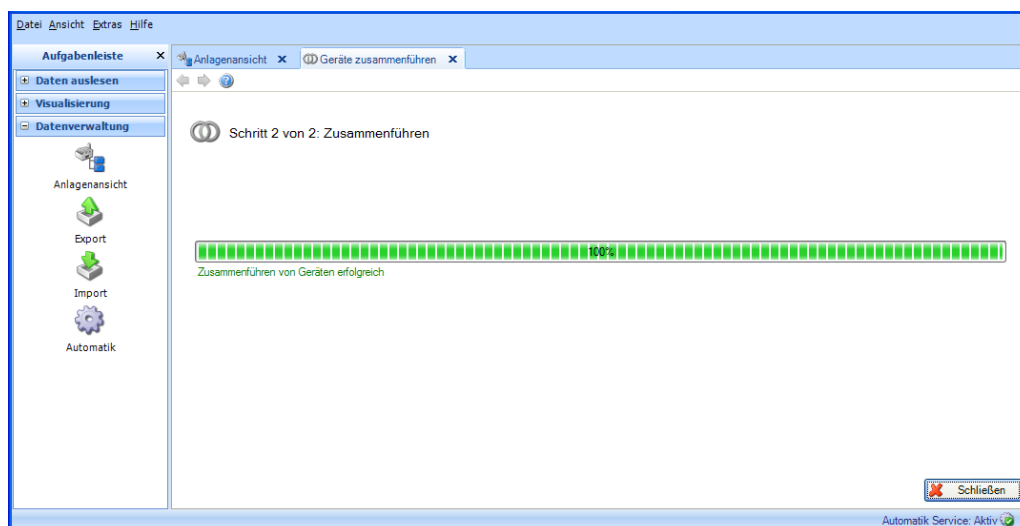 Datei Ansicht Extras Hilfe
Aufgabenleiste
Daten auslesen
Visualisierung
Datenverwaltung
Anlagenansicht
Export
Import
Automatik
Anlagenansicht Geräte zusammenführen
Schritt 2 von 2: Zusammenführen
100%
Zusammenführen von Geräten erfolgreich
Schließen
Automatik Service: Aktiv